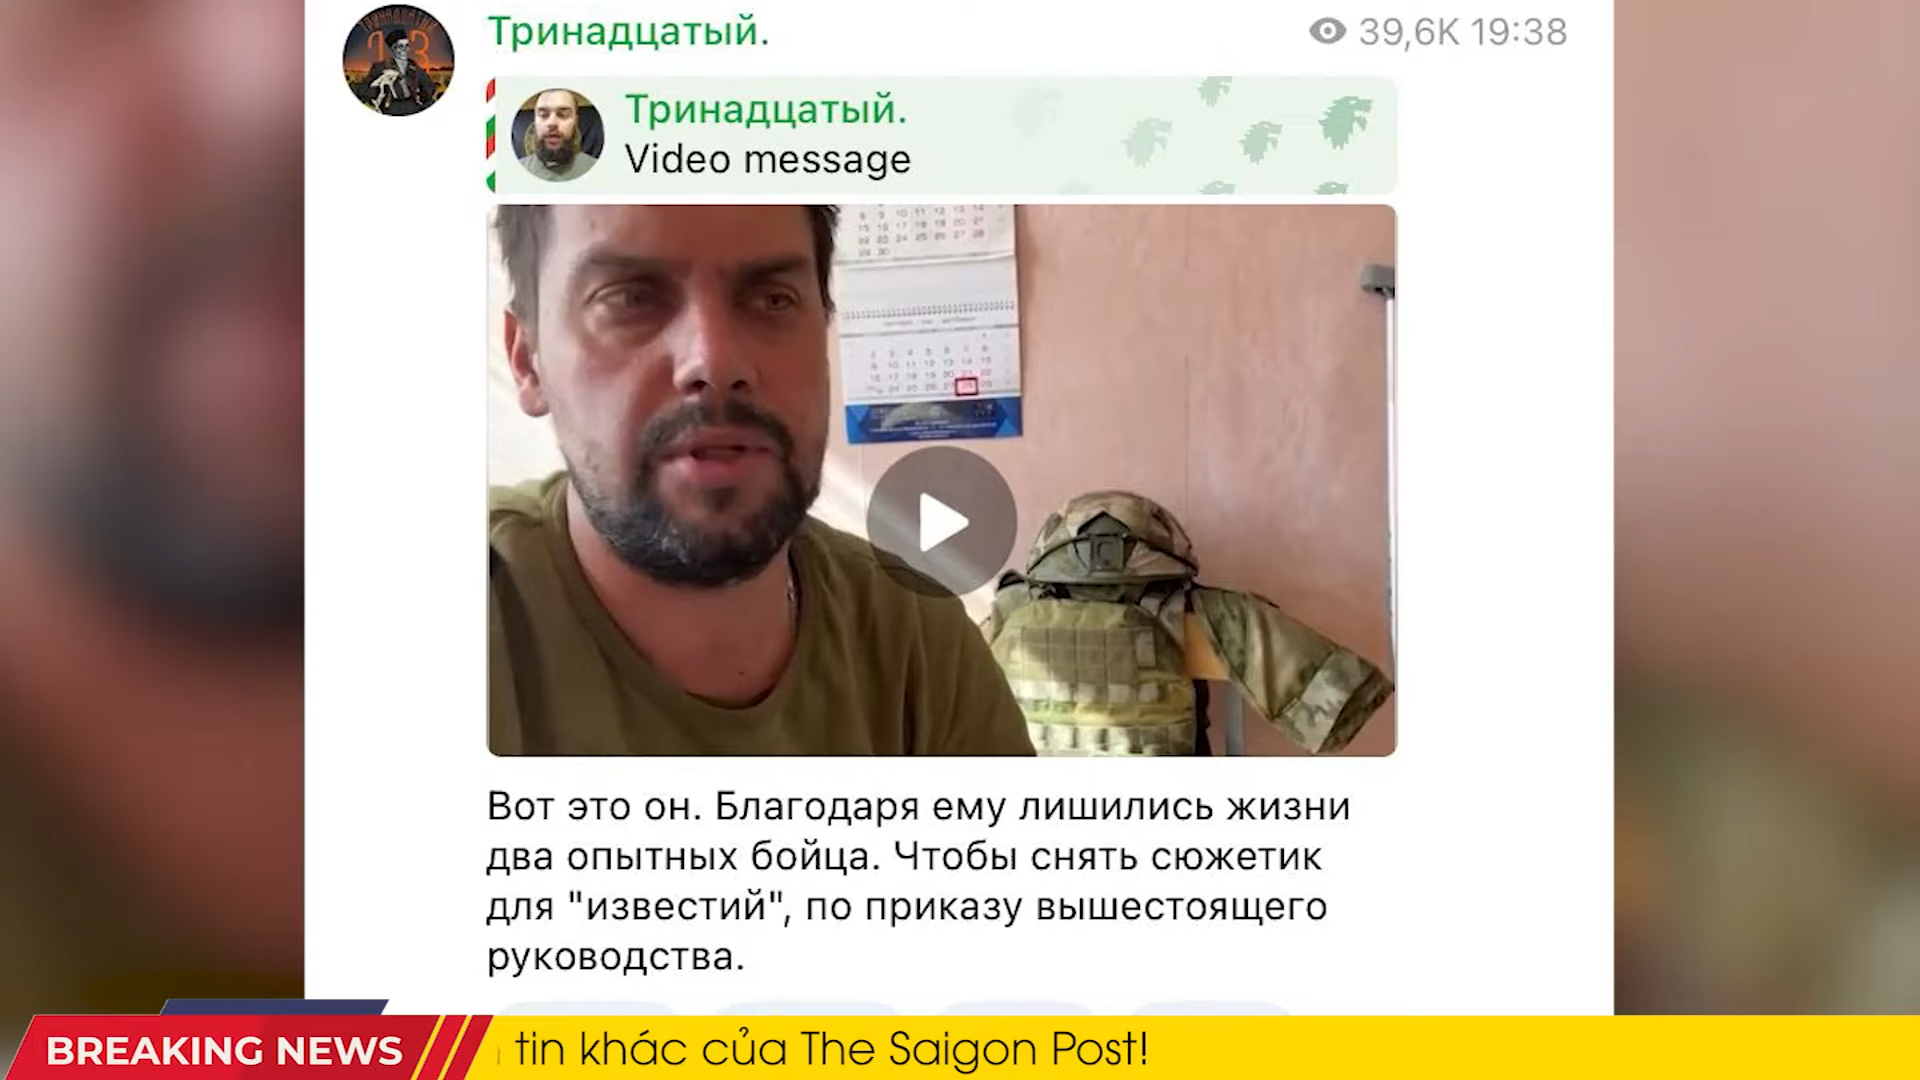 Тринадцатый.
39,6K 19:38
Тринадцатый.
Video message
Вот это он. Благодаря ему лишились жизни
два опытных бойца. Чтобы снять сюжетик
для "известий", по приказу вышестоящего
руководства.
BREAKING NEWS
tin khác của The Saigon Post!